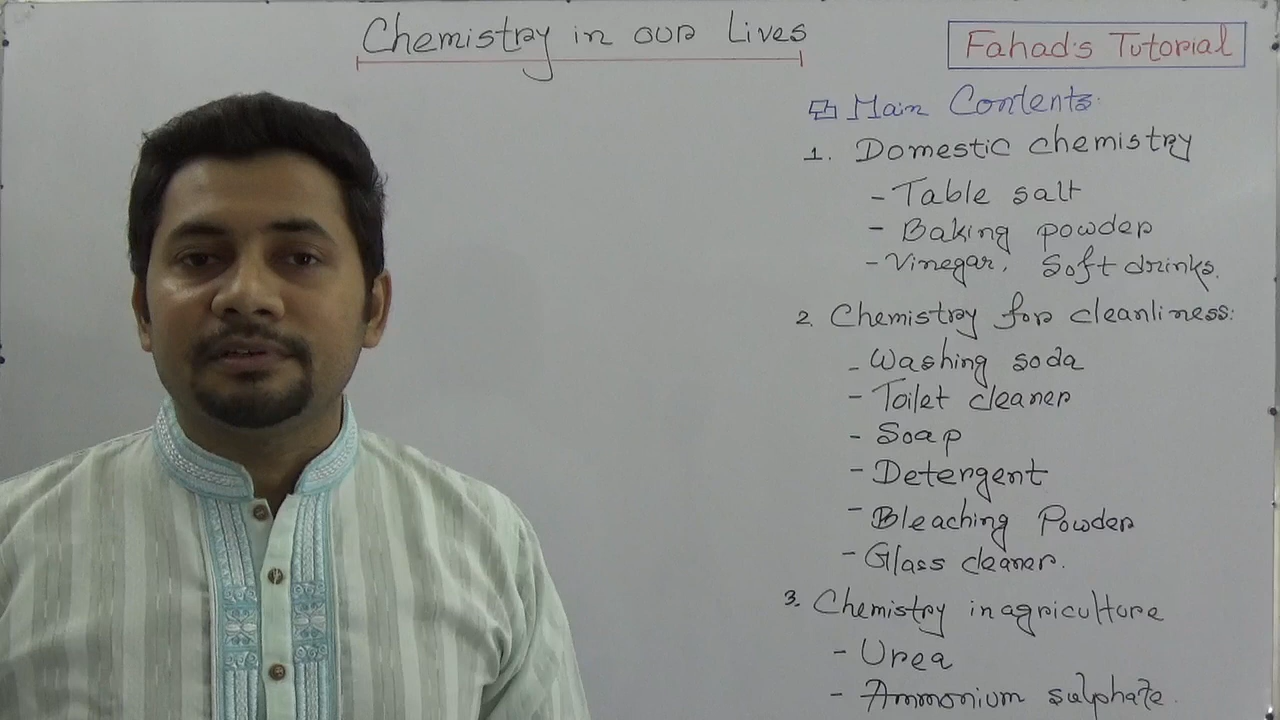 Chemistry in our Lives
Fahad's Tutorial
Main Contents:
1. Domestic chemistry
- Table salt
- Baking powder
- Vinegar, Soft drinks.
2. Chemistry for cleanliness:
- Washing soda
- Toilet cleaner
- Soap
- Detergent
- Bleaching Powder
- Glass cleaner.
3. Chemistry in agriculture
- Urea
- Ammonium sulphate.